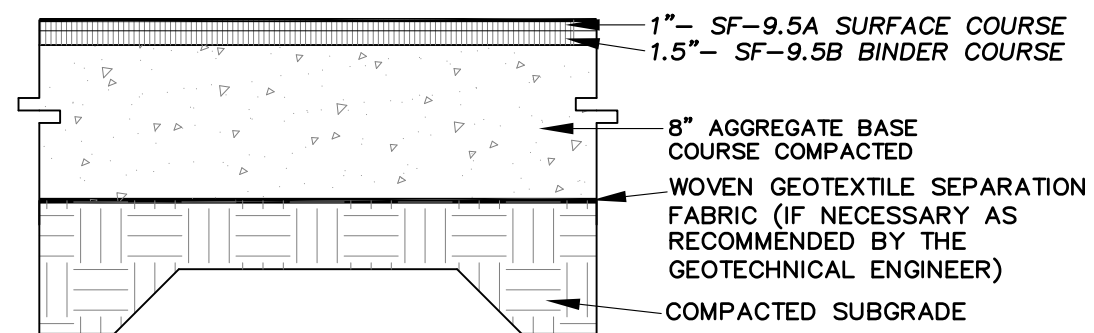 1”– SF-9.5A SURFACE COURSE
1.5”– SF-9.5B BINDER COURSE
8” AGGREGATE BASE
COURSE COMPACTED
WOVEN GEOTEXTILE SEPARATION
FABRIC (IF NECESSARY AS
RECOMMENDED BY THE
GEOTECHNICAL ENGINEER)
COMPACTED SUBGRADE